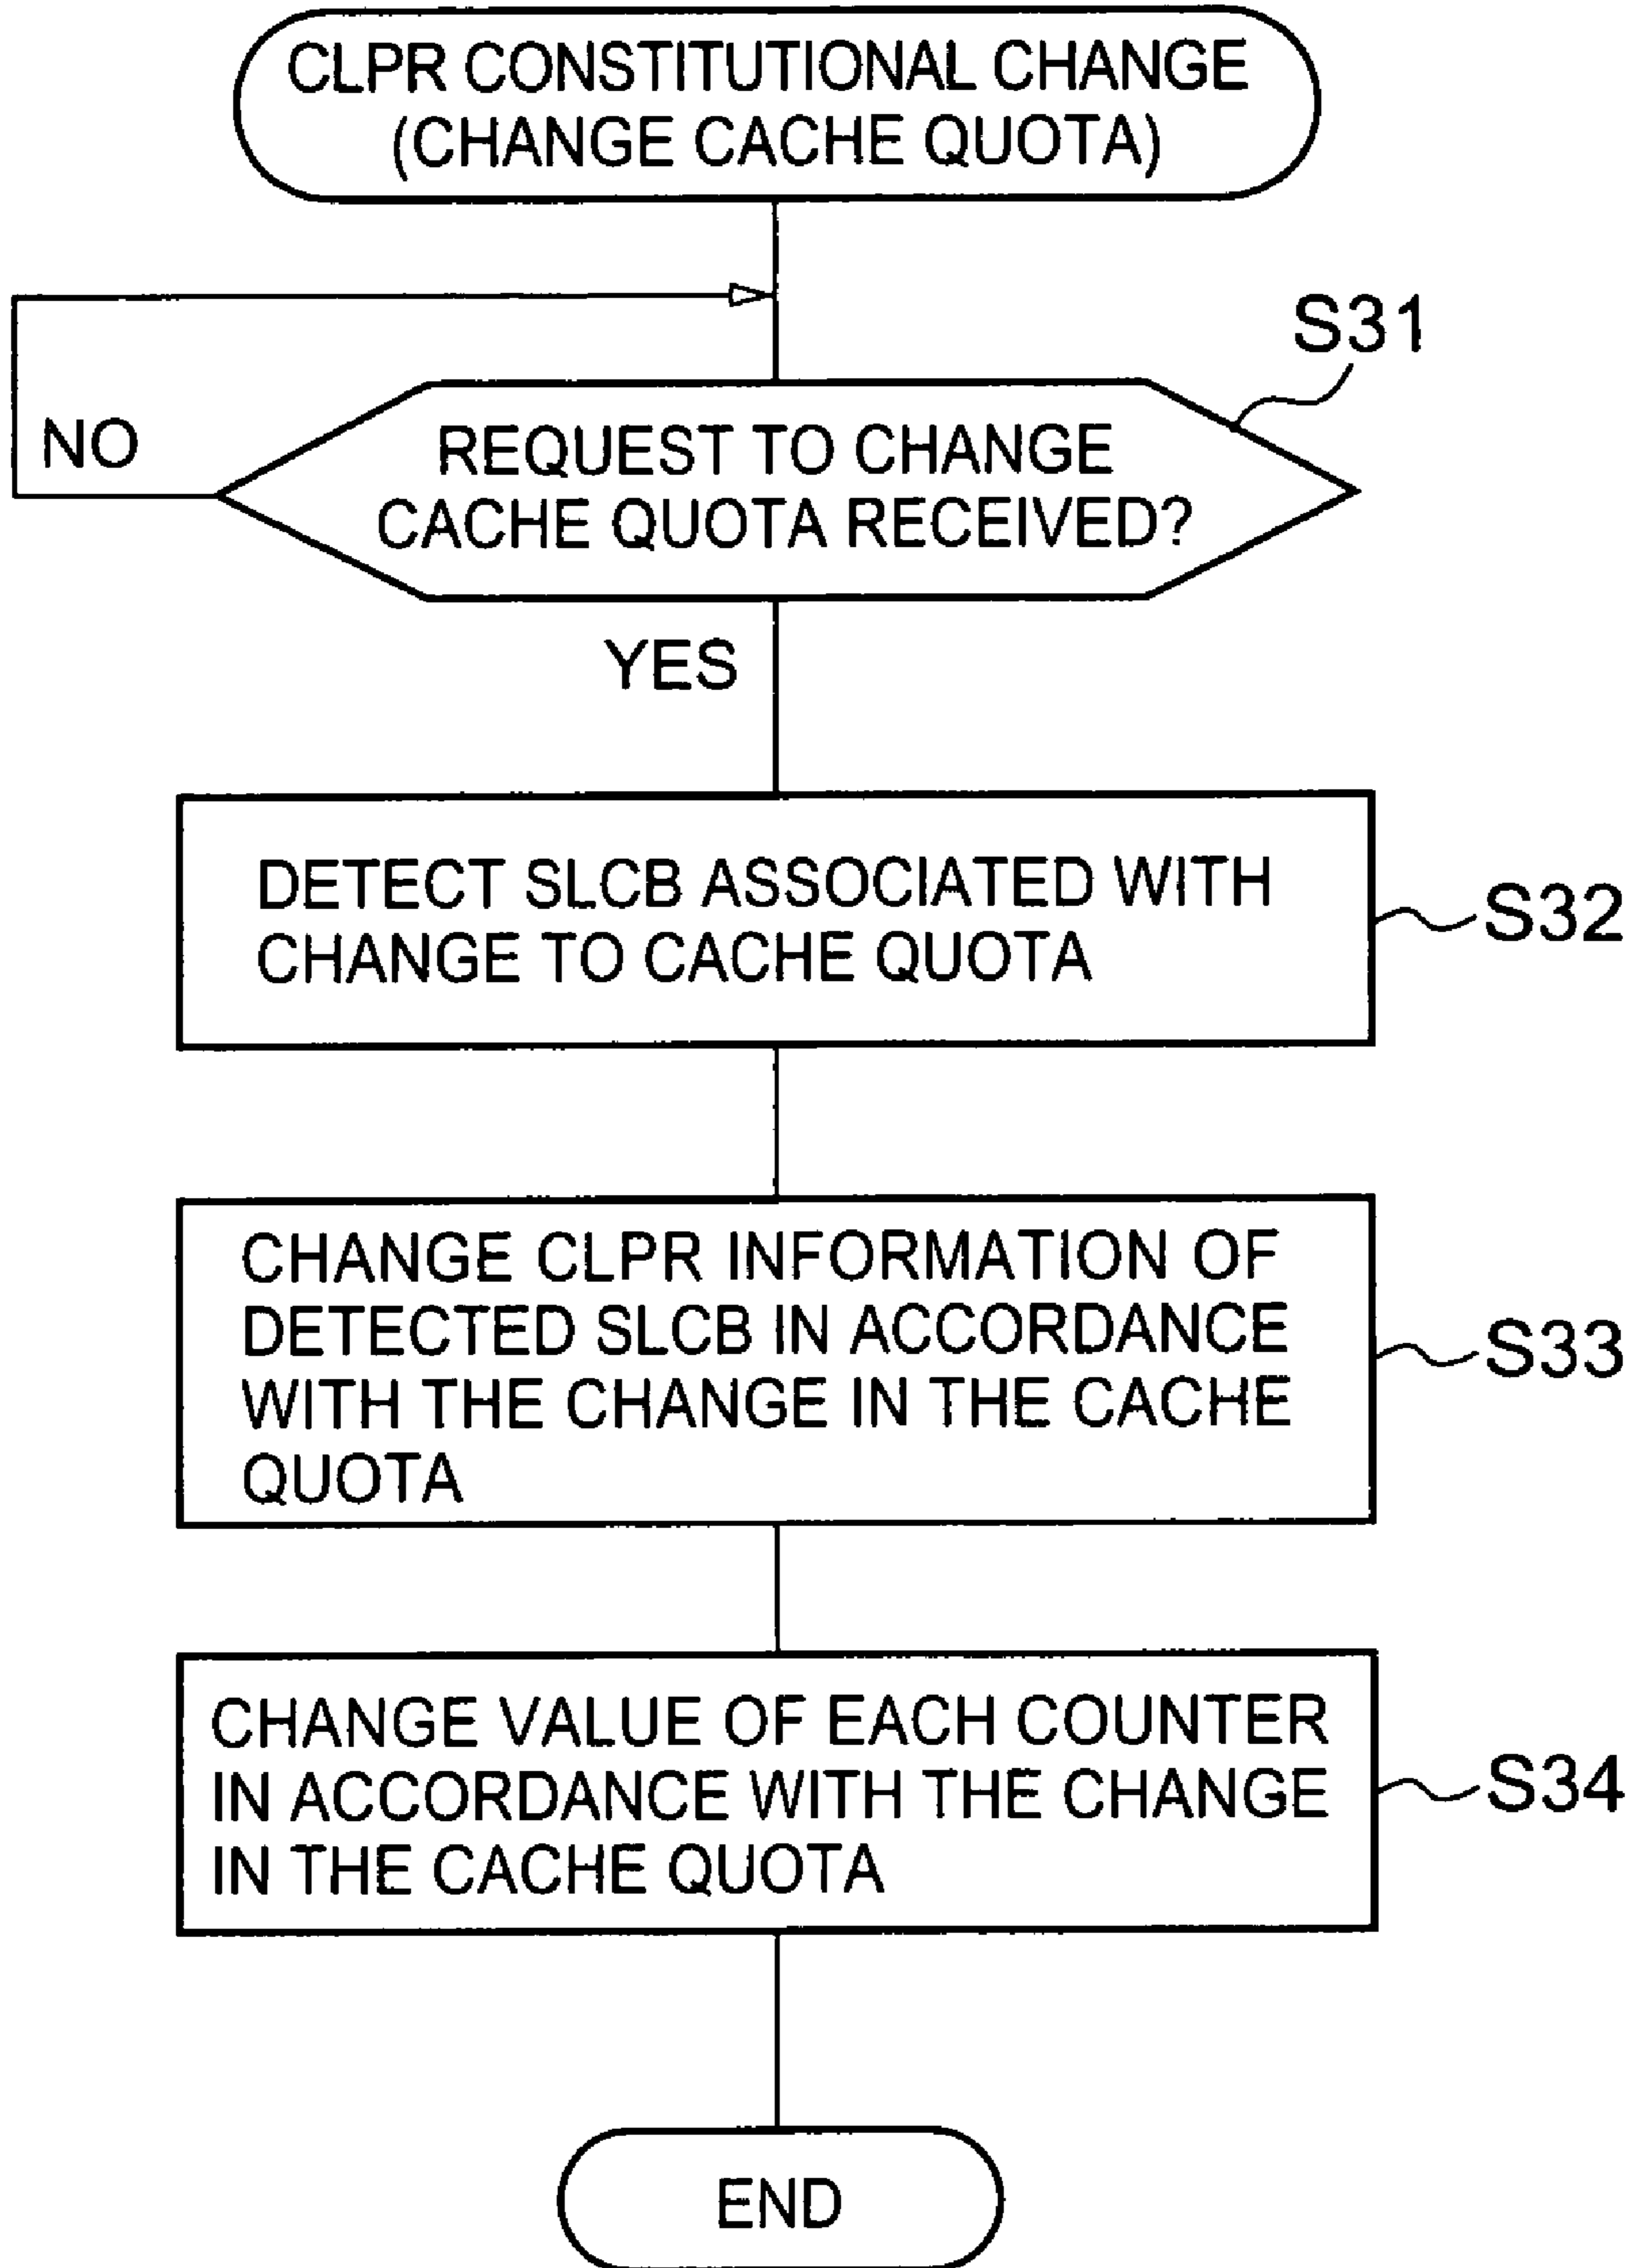 CLPR CONSTITUTIONAL CHANGE
(CHANGE CACHE QUOTA)
S31
NO
REQUEST TO CHANGE
CACHE QUOTA RECEIVED?
YES
DETECT SLCB ASSOCIATED WITH
CHANGE TO CACHE QUOTA
S32
CHANGE CLPR INFORMATION OF
DETECTED SLCB IN ACCORDANCE
WITH THE CHANGE IN THE CACHE
QUOTA
S33
CHANGE VALUE OF EACH COUNTER
IN ACCORDANCE WITH THE CHANGE
IN THE CACHE QUOTA
S34
END